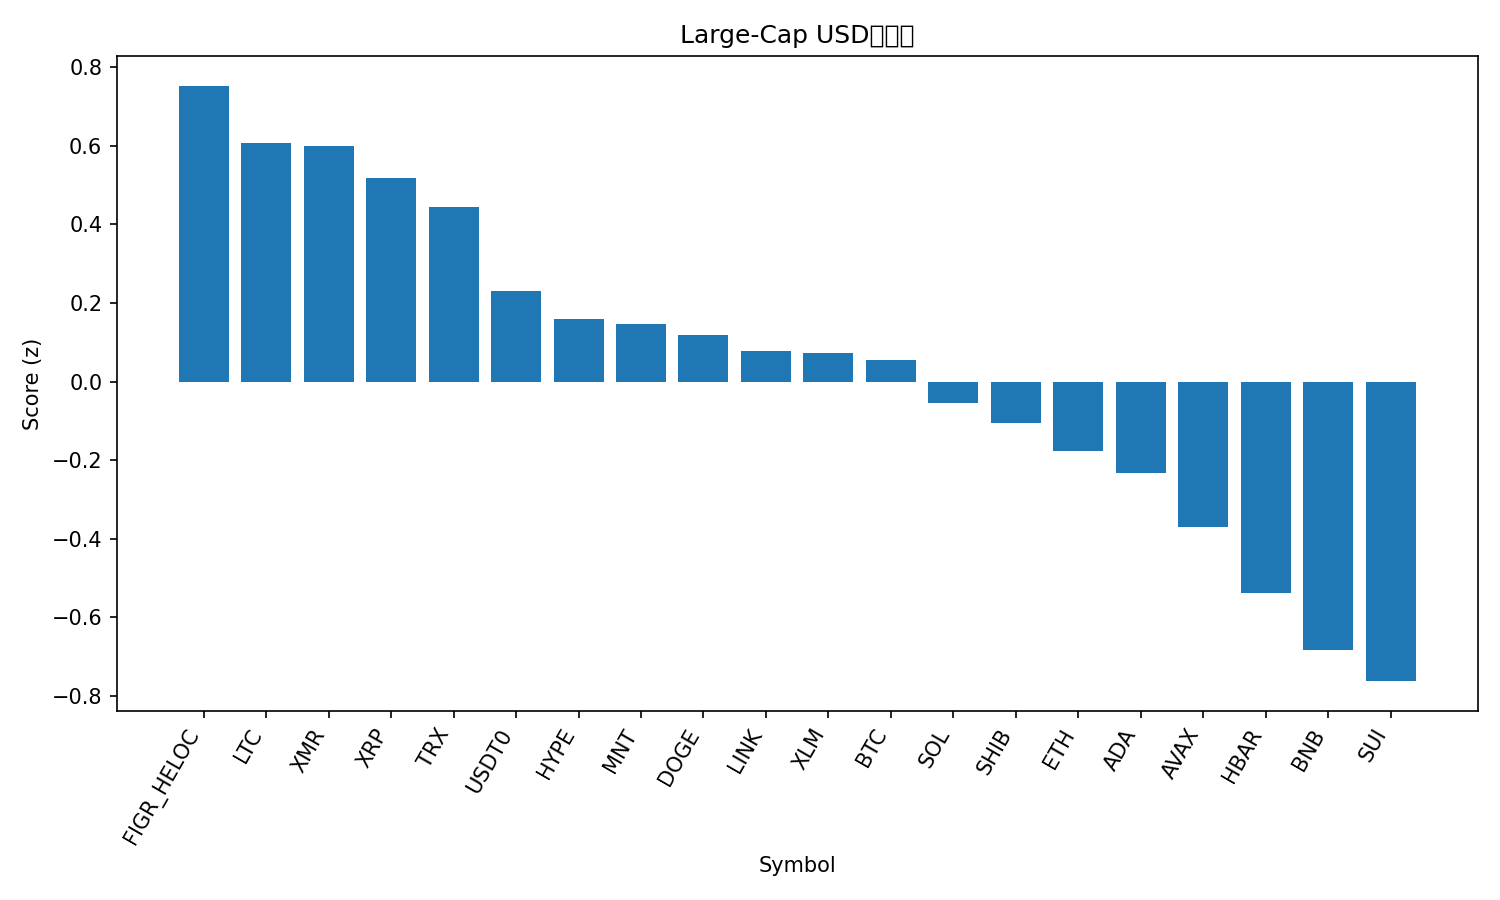 Large-Cap USD
0.8
0.6
0.4
0.2
0.0
−0.2
−0.4
−0.6
−0.8
Score (z)
FIGR_HELOC
LTC
XMR
XRP
TRX
USDT0
HYPE
MNT
DOGE
LINK
XLM
BTC
SOL
SHIB
ETH
ADA
AVAX
HBAR
BNB
SUI
Symbol